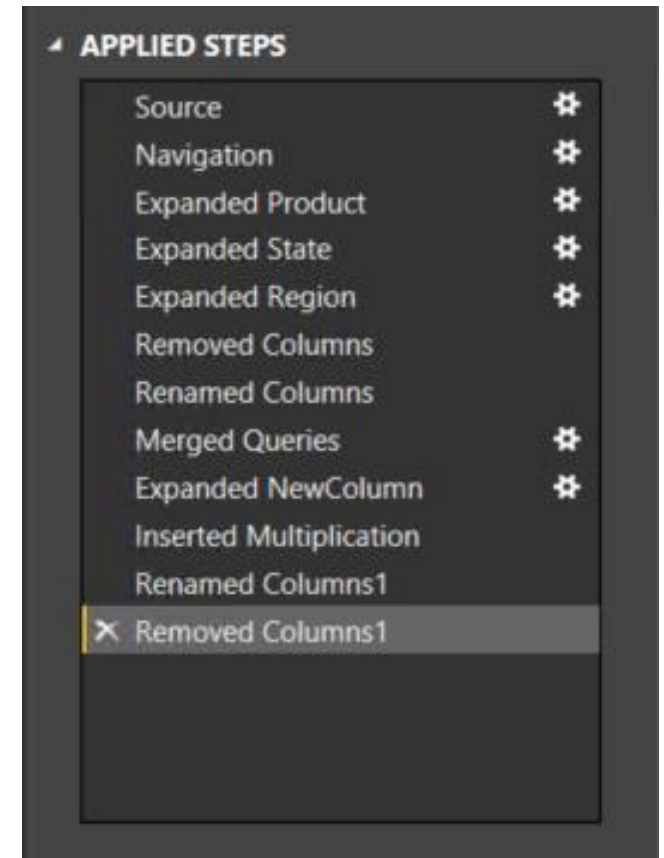 APPLIED STEPS
Source
Navigation
Expanded Product
Expanded State
Expanded Region
Removed Columns
Renamed Columns
Merged Queries
Expanded NewColumn
Inserted Multiplication
Renamed Columns1
Removed Columns1